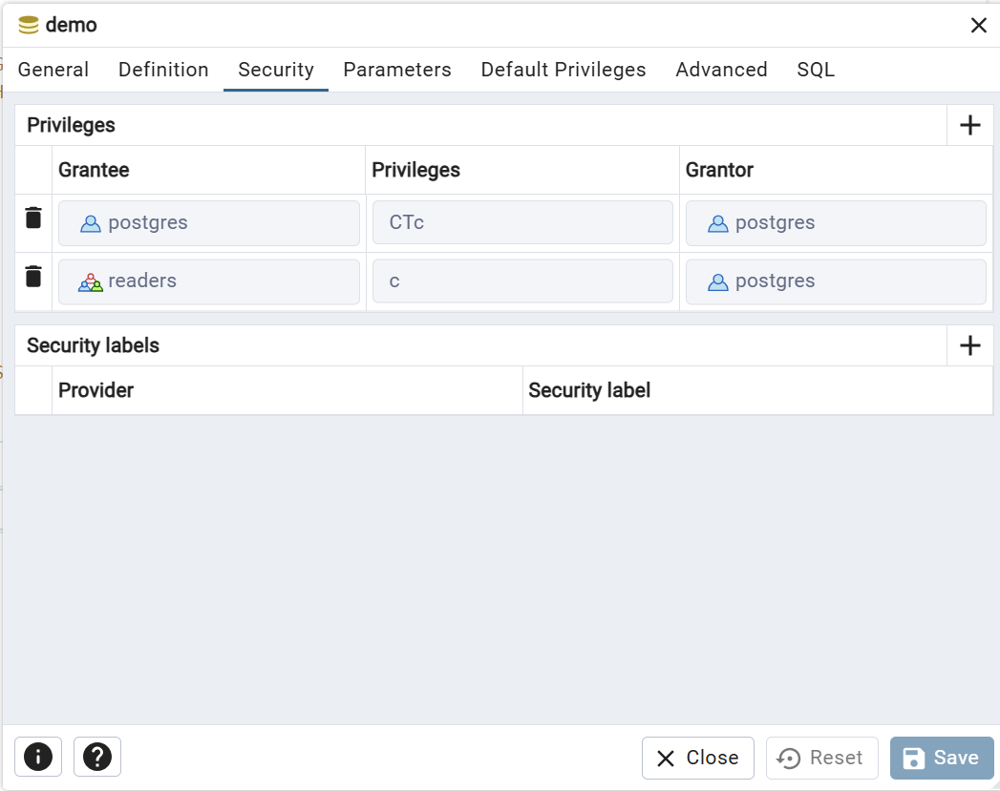 demo
General Definition Security Parameters Default Privileges Advanced SQL
Privileges
Grantee Privileges Grantor
postgres CTc postgres
readers c postgres
Security labels
Provider Security label
Close Reset Save